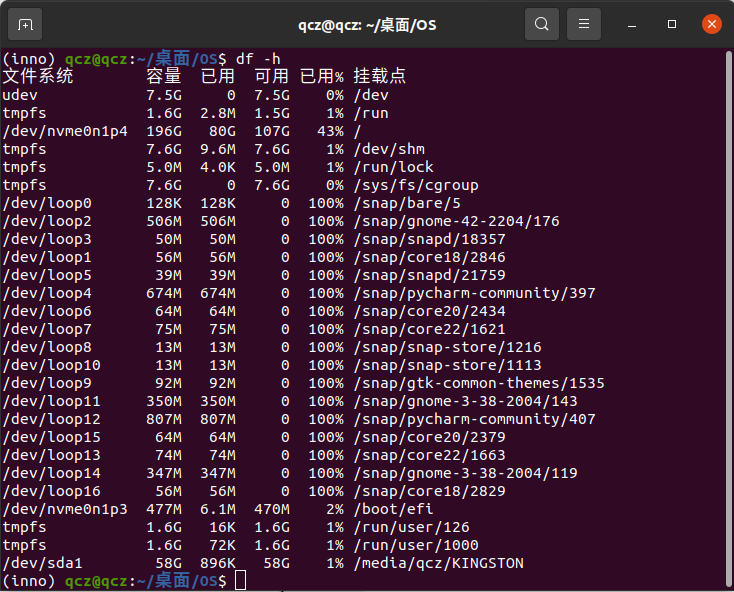 qcz@qcz: ~/桌面/OS
(inno) qcz@qcz:~/桌面/OS$ df -h
文件系统 容量 已用 可用 已用% 挂载点
udev 7.5G 0 7.5G 0% /dev
tmpfs 1.6G 2.8M 1.5G 1% /run
/dev/nvme0n1p4 196G 80G 107G 43% /
tmpfs 7.6G 9.6M 7.6G 1% /dev/shm
tmpfs 5.0M 4.0K 5.0M 1% /run/lock
tmpfs 7.6G 0 7.6G 0% /sys/fs/cgroup
/dev/loop0 128K 128K 0 100% /snap/bare/5
/dev/loop2 506M 506M 0 100% /snap/gnome-42-2204/176
/dev/loop3 50M 50M 0 100% /snap/snapd/18357
/dev/loop1 56M 56M 0 100% /snap/core18/2846
/dev/loop5 39M 39M 0 100% /snap/snapd/21759
/dev/loop4 674M 674M 0 100% /snap/pycharm-community/397
/dev/loop6 64M 64M 0 100% /snap/core20/2434
/dev/loop7 75M 75M 0 100% /snap/core22/1621
/dev/loop8 13M 13M 0 100% /snap/snap-store/1216
/dev/loop10 13M 13M 0 100% /snap/snap-store/1113
/dev/loop9 92M 92M 0 100% /snap/gtk-common-themes/1535
/dev/loop11 350M 350M 0 100% /snap/gnome-3-38-2004/143
/dev/loop12 807M 807M 0 100% /snap/pycharm-community/407
/dev/loop15 64M 64M 0 100% /snap/core20/2379
/dev/loop13 74M 74M 0 100% /snap/core22/1663
/dev/loop14 347M 347M 0 100% /snap/gnome-3-38-2004/119
/dev/loop16 56M 56M 0 100% /snap/core18/2829
/dev/nvme0n1p3 477M 6.1M 470M 2% /boot/efi
tmpfs 1.6G 16K 1.6G 1% /run/user/126
tmpfs 1.6G 72K 1.6G 1% /run/user/1000
/dev/sda1 58G 896K 58G 1% /media/qcz/KINGSTON
(inno) qcz@qcz:~/桌面/OS$